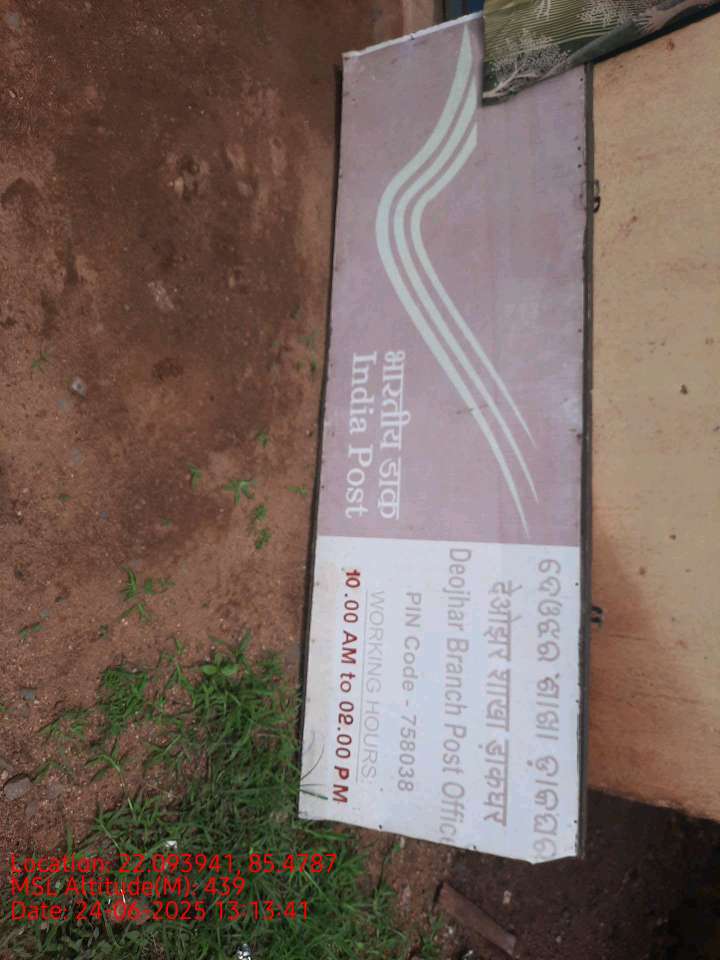 भारतीय डाक
India Post
ଦେଓଝର ଶାଖା ଡ଼ାକଘର
देओझर शाखा ड़ाकघर
Deojhar Branch Post Office
PIN Code - 758038
WORKING HOURS:
10.00 AM to 02.00 PM
Location: 22.093941, 85.4787
MSL Altitude(M): 439
Date: 24-06-2025 13:13:41